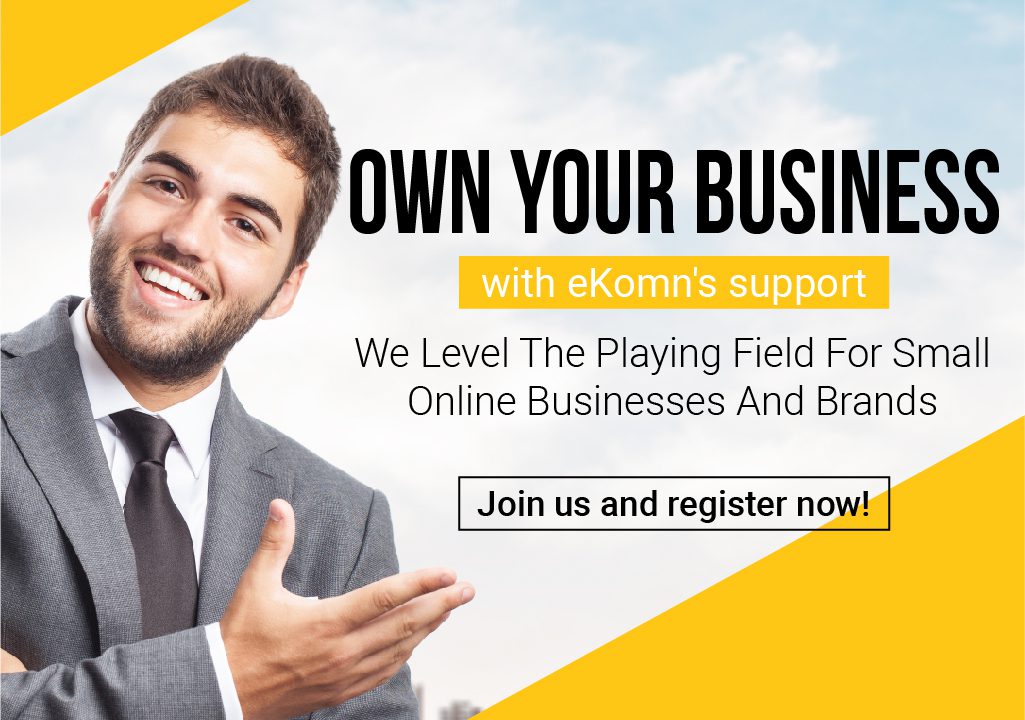 OWN YOUR BUSINESS
with eKomn's support
We Level The Playing Field For Small
Online Businesses And Brands
Join us and register now!